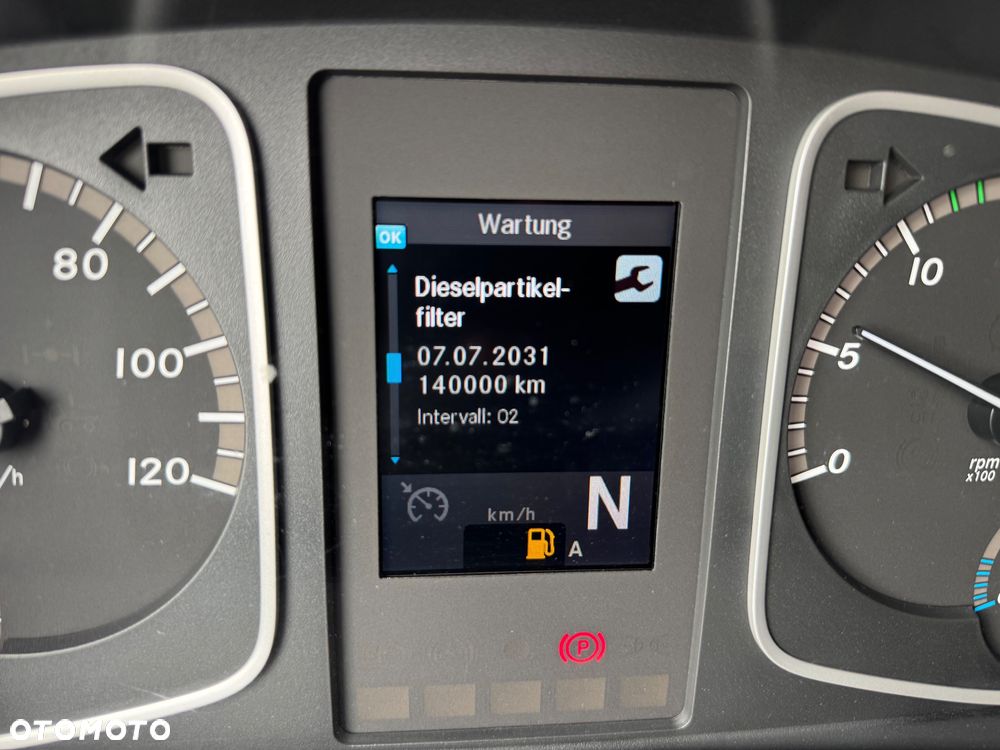 Wartung
OK
Dieselpartikel-
filter
07.07.2031
140000 km
Intervall: 02
km/h
N
A
P
80
100
120
/h
10
5
0
rpm
x100
OTOMOTO